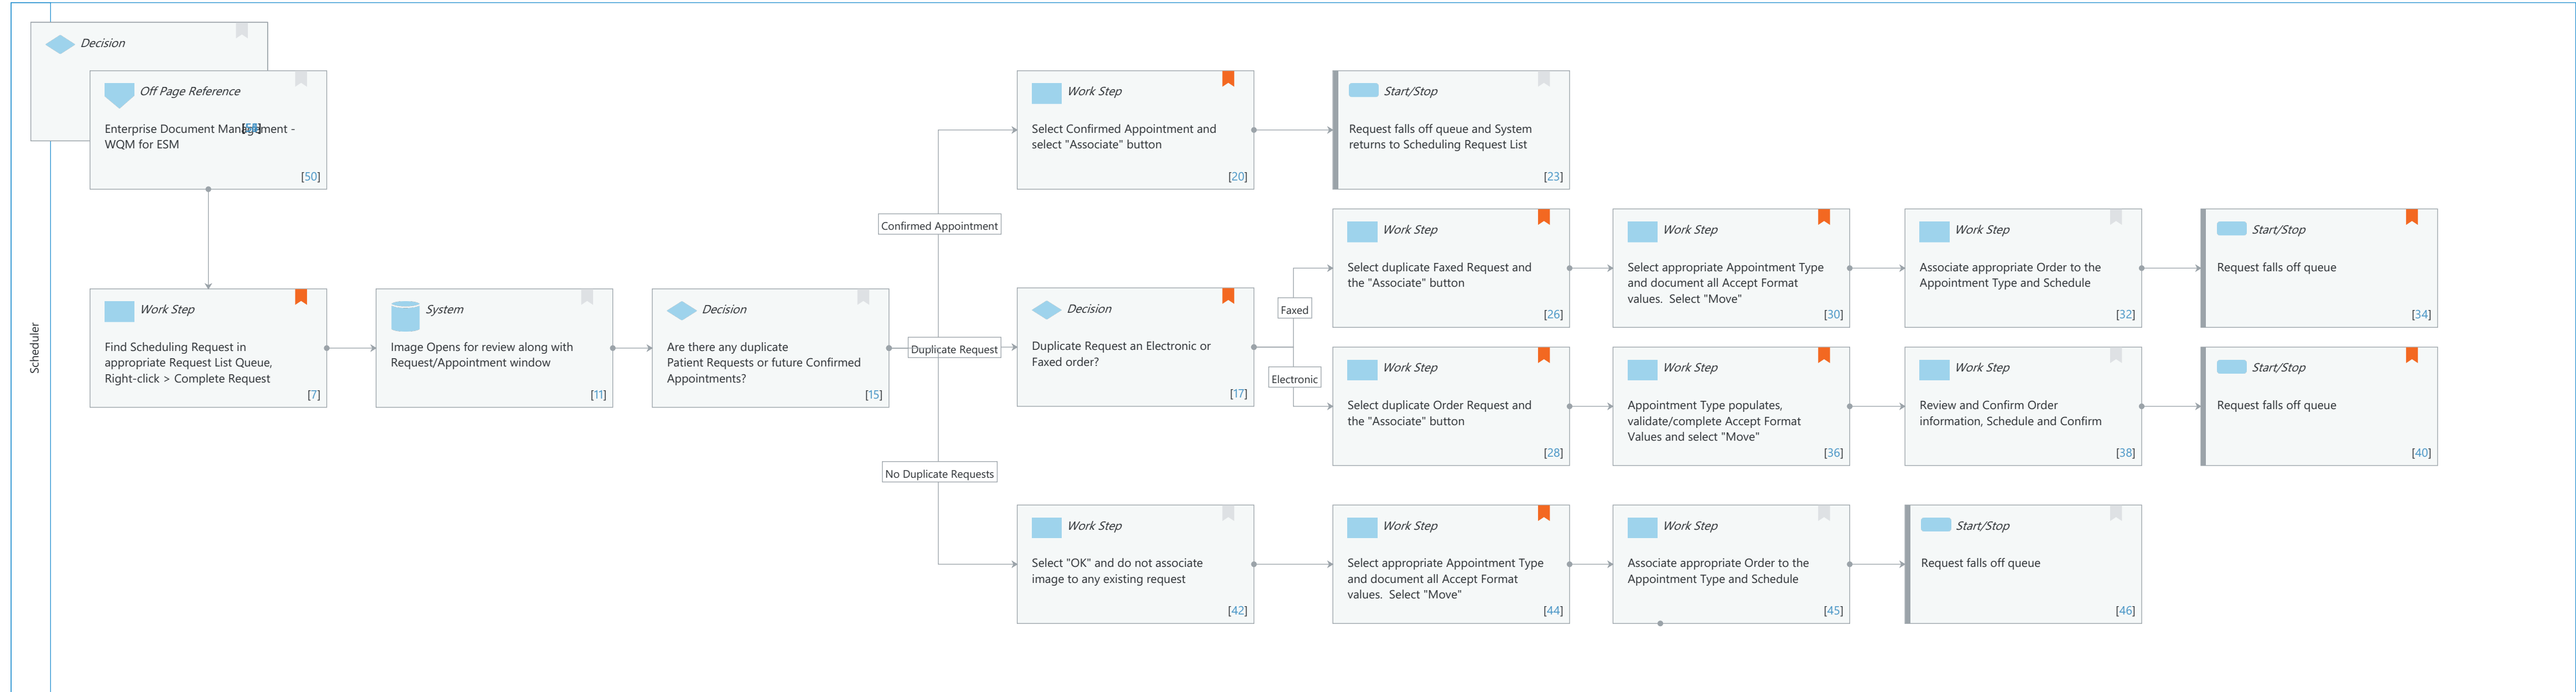 Scheduler
Decision
Off Page Reference
Enterprise Document Management -
WQM for ESM
[50]
Work Step
Find Scheduling Request in
appropriate Request List Queue,
Right-click > Complete Request
[7]
System
Image Opens for review along with
Request/Appointment window
[11]
Decision
Are there any duplicate
Patient Requests or future Confirmed
Appointments?
[15]
Confirmed Appointment
Duplicate Request
No Duplicate Requests
Work Step
Select Confirmed Appointment and
select "Associate" button
[20]
Start/Stop
Request falls off queue and System
returns to Scheduling Request List
[23]
Decision
Duplicate Request an Electronic or
Faxed order?
[17]
Faxed
Electronic
Work Step
Select duplicate Faxed Request and
the "Associate" button
[26]
Work Step
Select appropriate Appointment Type
and document all Accept Format
values.  Select "Move"
[30]
Work Step
Associate appropriate Order to the
Appointment Type and Schedule
[32]
Start/Stop
Request falls off queue
[34]
Work Step
Select duplicate Order Request and
the "Associate" button
[28]
Work Step
Appointment Type populates,
validate/complete Accept Format
Values and select "Move"
[36]
Work Step
Review and Confirm Order
information, Schedule and Confirm
[38]
Start/Stop
Request falls off queue
[40]
Work Step
Select "OK" and do not associate
image to any existing request
[42]
Work Step
Select appropriate Appointment Type
and document all Accept Format
values.  Select "Move"
[44]
Work Step
Associate appropriate Order to the
Appointment Type and Schedule
[45]
Start/Stop
Request falls off queue
[46]